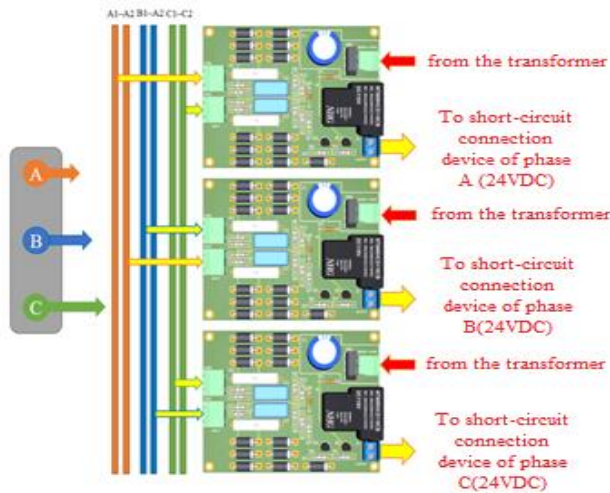 A1-A2 B1-A2 C1-C2
from the transformer
To short-circuit
connection
device of phase
A (24VDC)
A
from the transformer
B
To short-circuit
connection
device of phase
B(24VDC)
C
from the transformer
To short-circuit
connection
device of phase
C(24VDC)